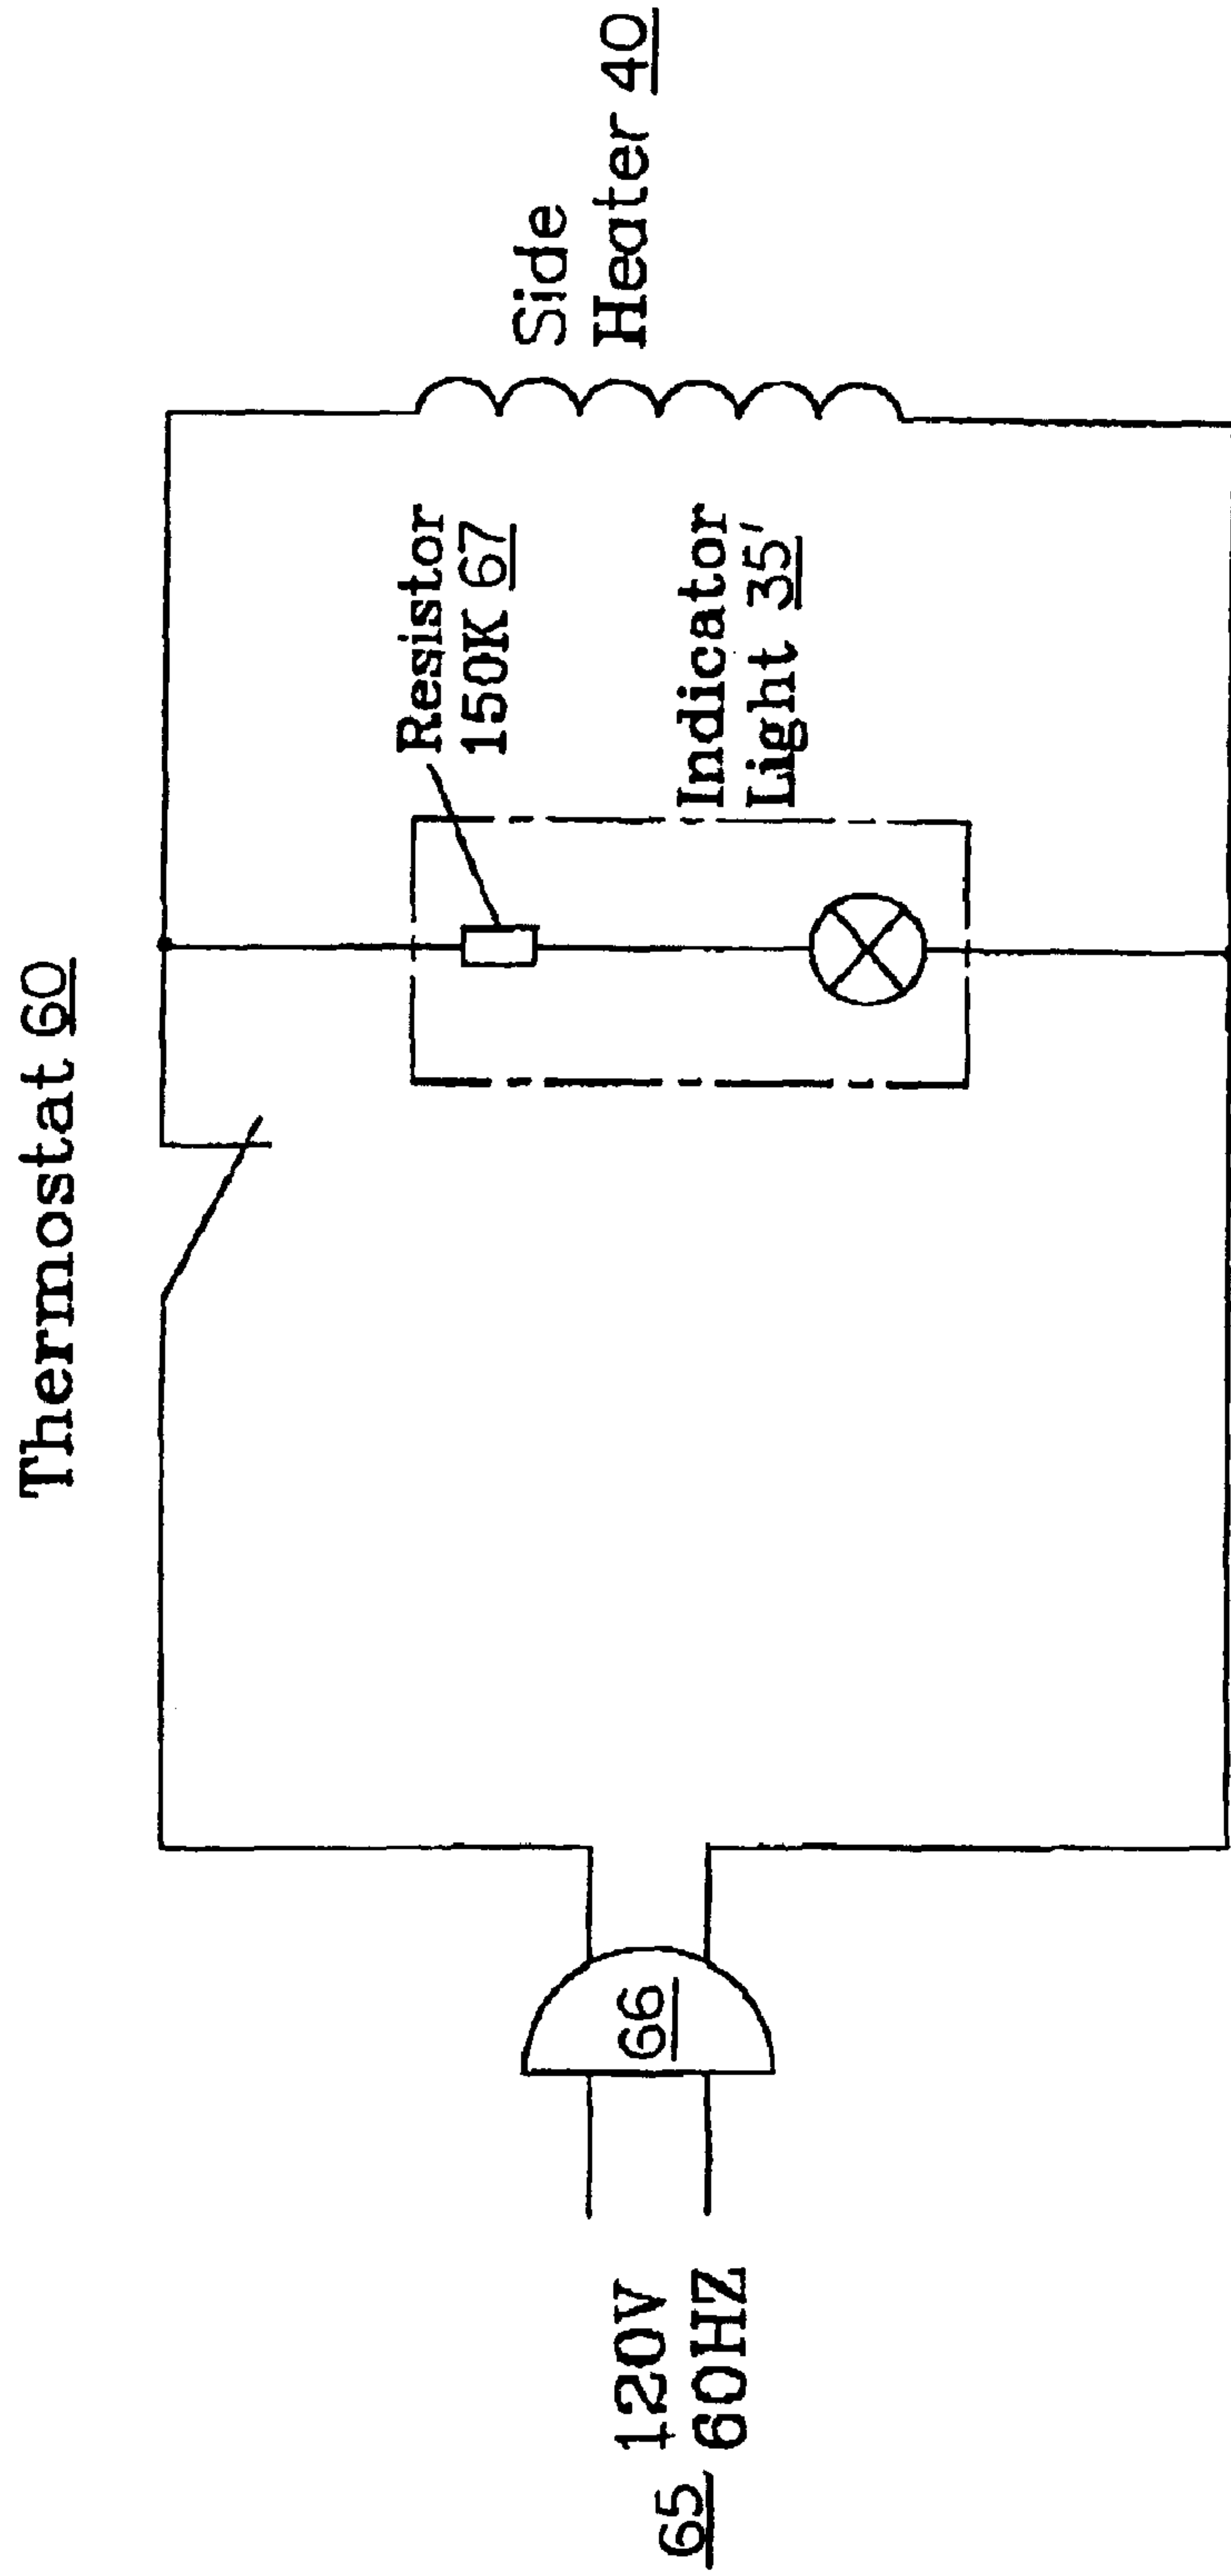 Thermostat 60
Side
Heater 40
Resistor
150K 67
Indicator
Light 35'
66
120V
60HZ
65